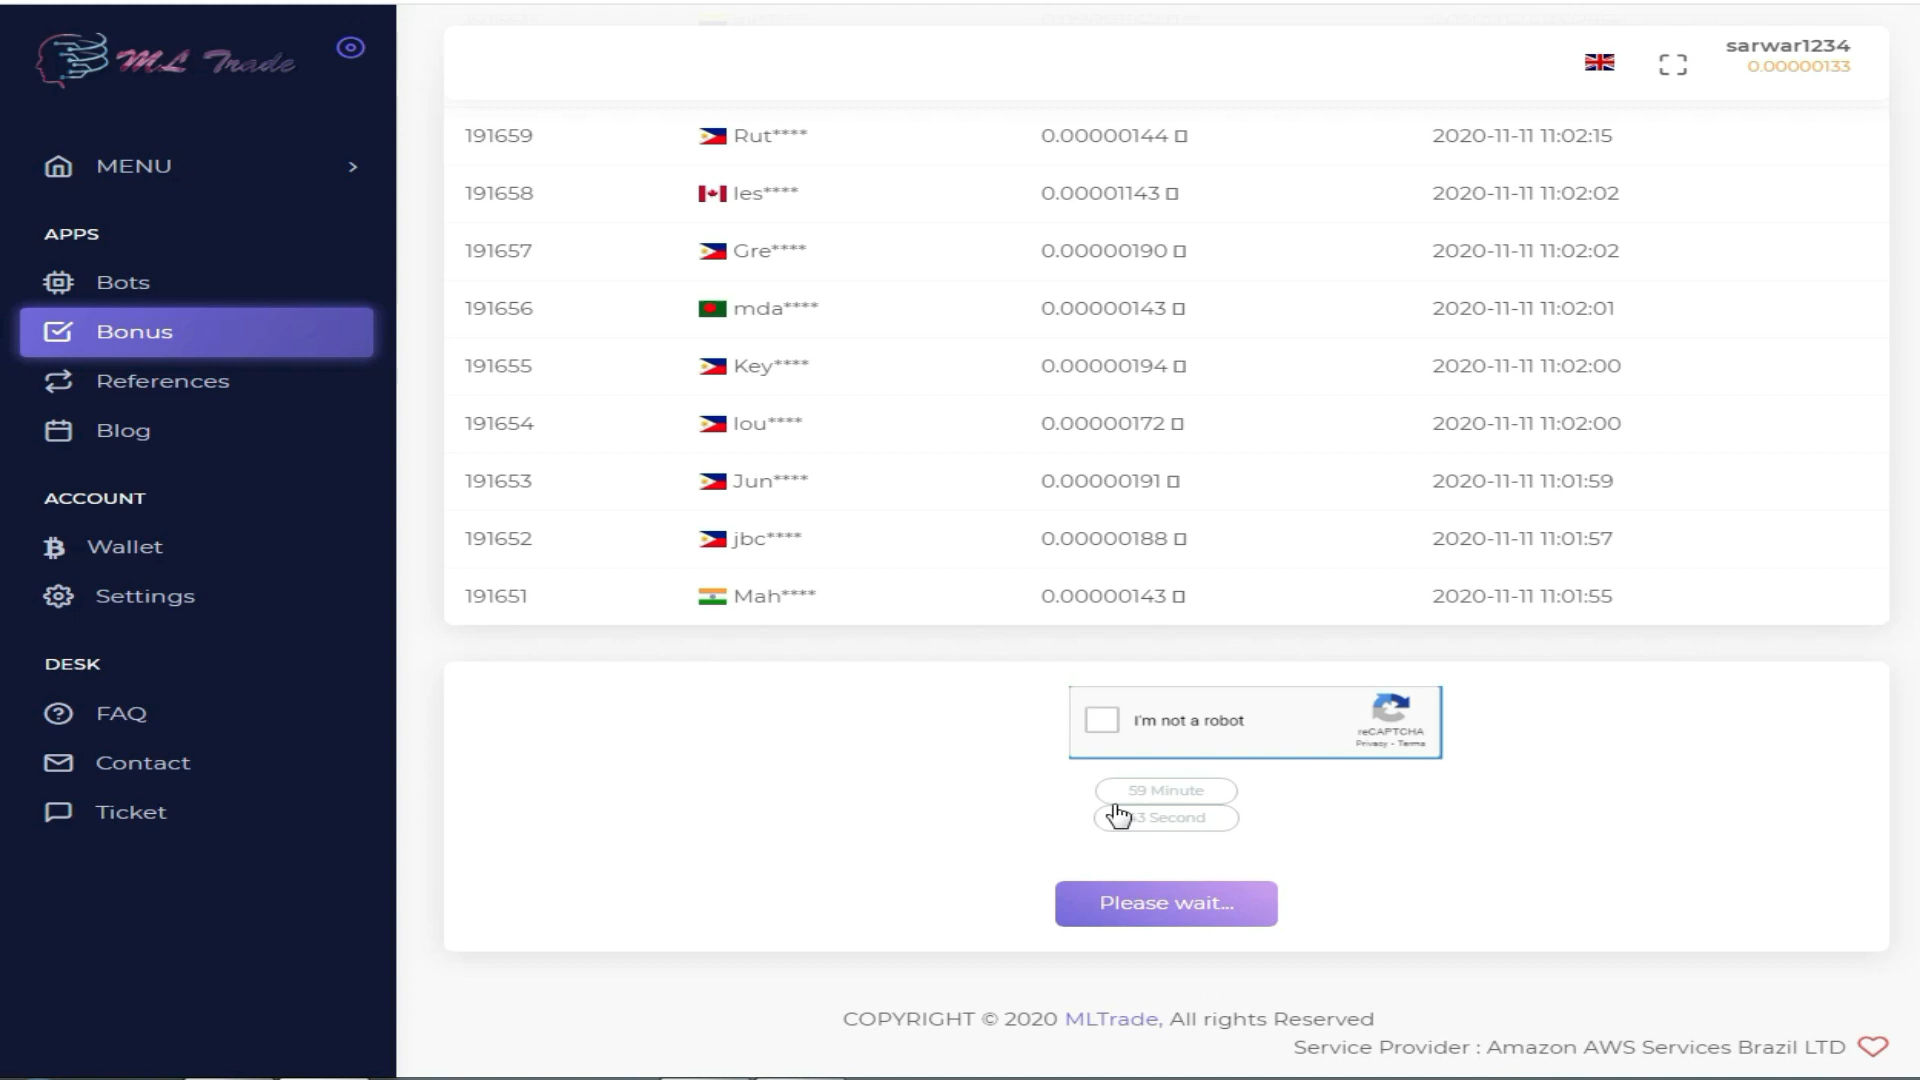 ML Trade
sarwar1234
0.00000133
MENU
APPS
Bots
Bonus
References
Blog
ACCOUNT
Wallet
Settings
DESK
FAQ
Contact
Ticket
191659 Rut**** 0.00000144 2020-11-11 11:02:15
191658 les**** 0.00001143 2020-11-11 11:02:02
191657 Gre**** 0.00000190 2020-11-11 11:02:02
191656 mda**** 0.00000143 2020-11-11 11:02:01
191655 Key**** 0.00000194 2020-11-11 11:02:00
191654 lou**** 0.00000172 2020-11-11 11:02:00
191653 Jun**** 0.00000191 2020-11-11 11:01:59
191652 jbc**** 0.00000188 2020-11-11 11:01:57
191651 Mah**** 0.00000143 2020-11-11 11:01:55
I'm not a robot
reCAPTCHA
Privacy - Terms
59 Minute
Second
Please wait...
COPYRIGHT © 2020 MLTrade, All rights Reserved
Service Provider : Amazon AWS Services Brazil LTD